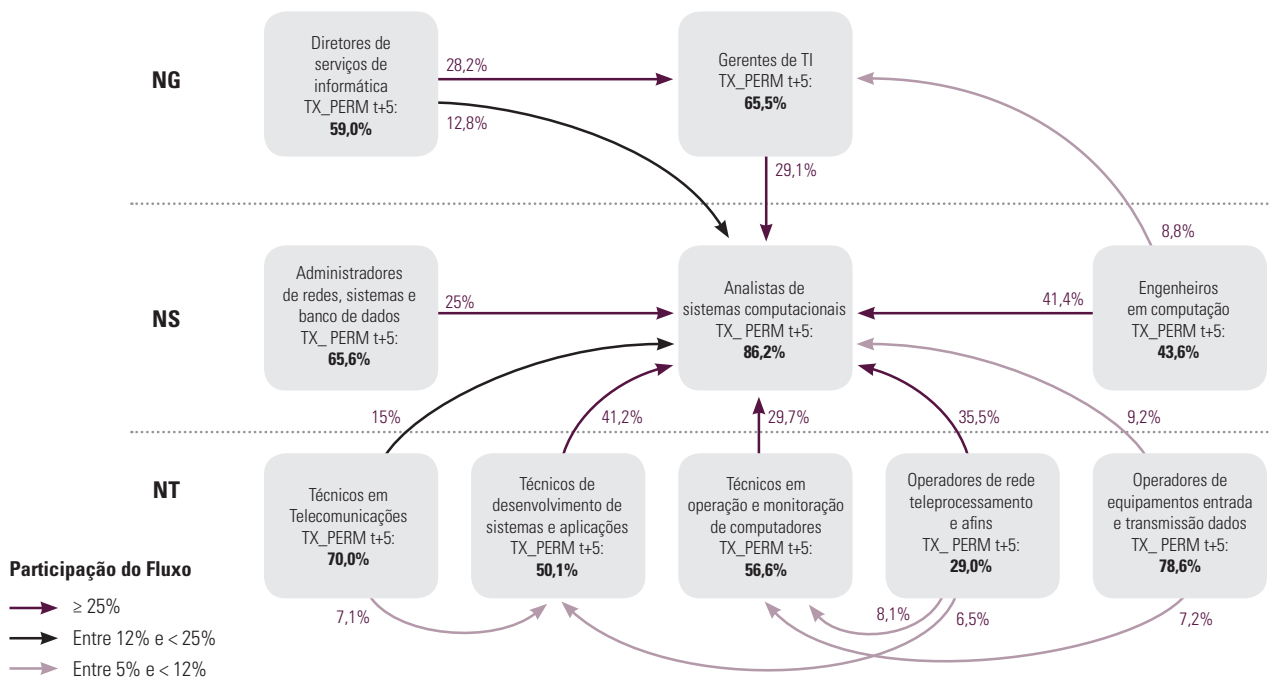 NG
Diretores de
serviços de
informática
TX_PERM t+5:
59,0%
28,2%
12,8%
Gerentes de TI
TX_PERM t+5:
65,5%
29,1%
8,8%
NS
Administradores
de redes, sistemas e
banco de dados
TX_ PERM t+5:
65,6%
25%
Analistas de
sistemas computacionais
TX_ PERM t+5:
86,2%
41,4%
Engenheiros
em computação
TX_PERM t+5:
43,6%
15%
41,2%
29,7%
35,5%
9,2%
NT
Técnicos em
Telecomunicações
TX_PERM t+5:
70,0%
Técnicos de
desenvolvimento de
sistemas e aplicações
TX_PERM t+5:
50,1%
Técnicos em
operação e monitoração
de computadores
TX_PERM t+5:
56,6%
Operadores de rede
teleprocessamento
e afins
TX_ PERM t+5:
29,0%
Operadores de
equipamentos entrada
e transmissão dados
TX_ PERM t+5:
78,6%
7,1%
8,1%
6,5%
7,2%
Participação do Fluxo
≥ 25%
Entre 12% e < 25%
Entre 5% e < 12%